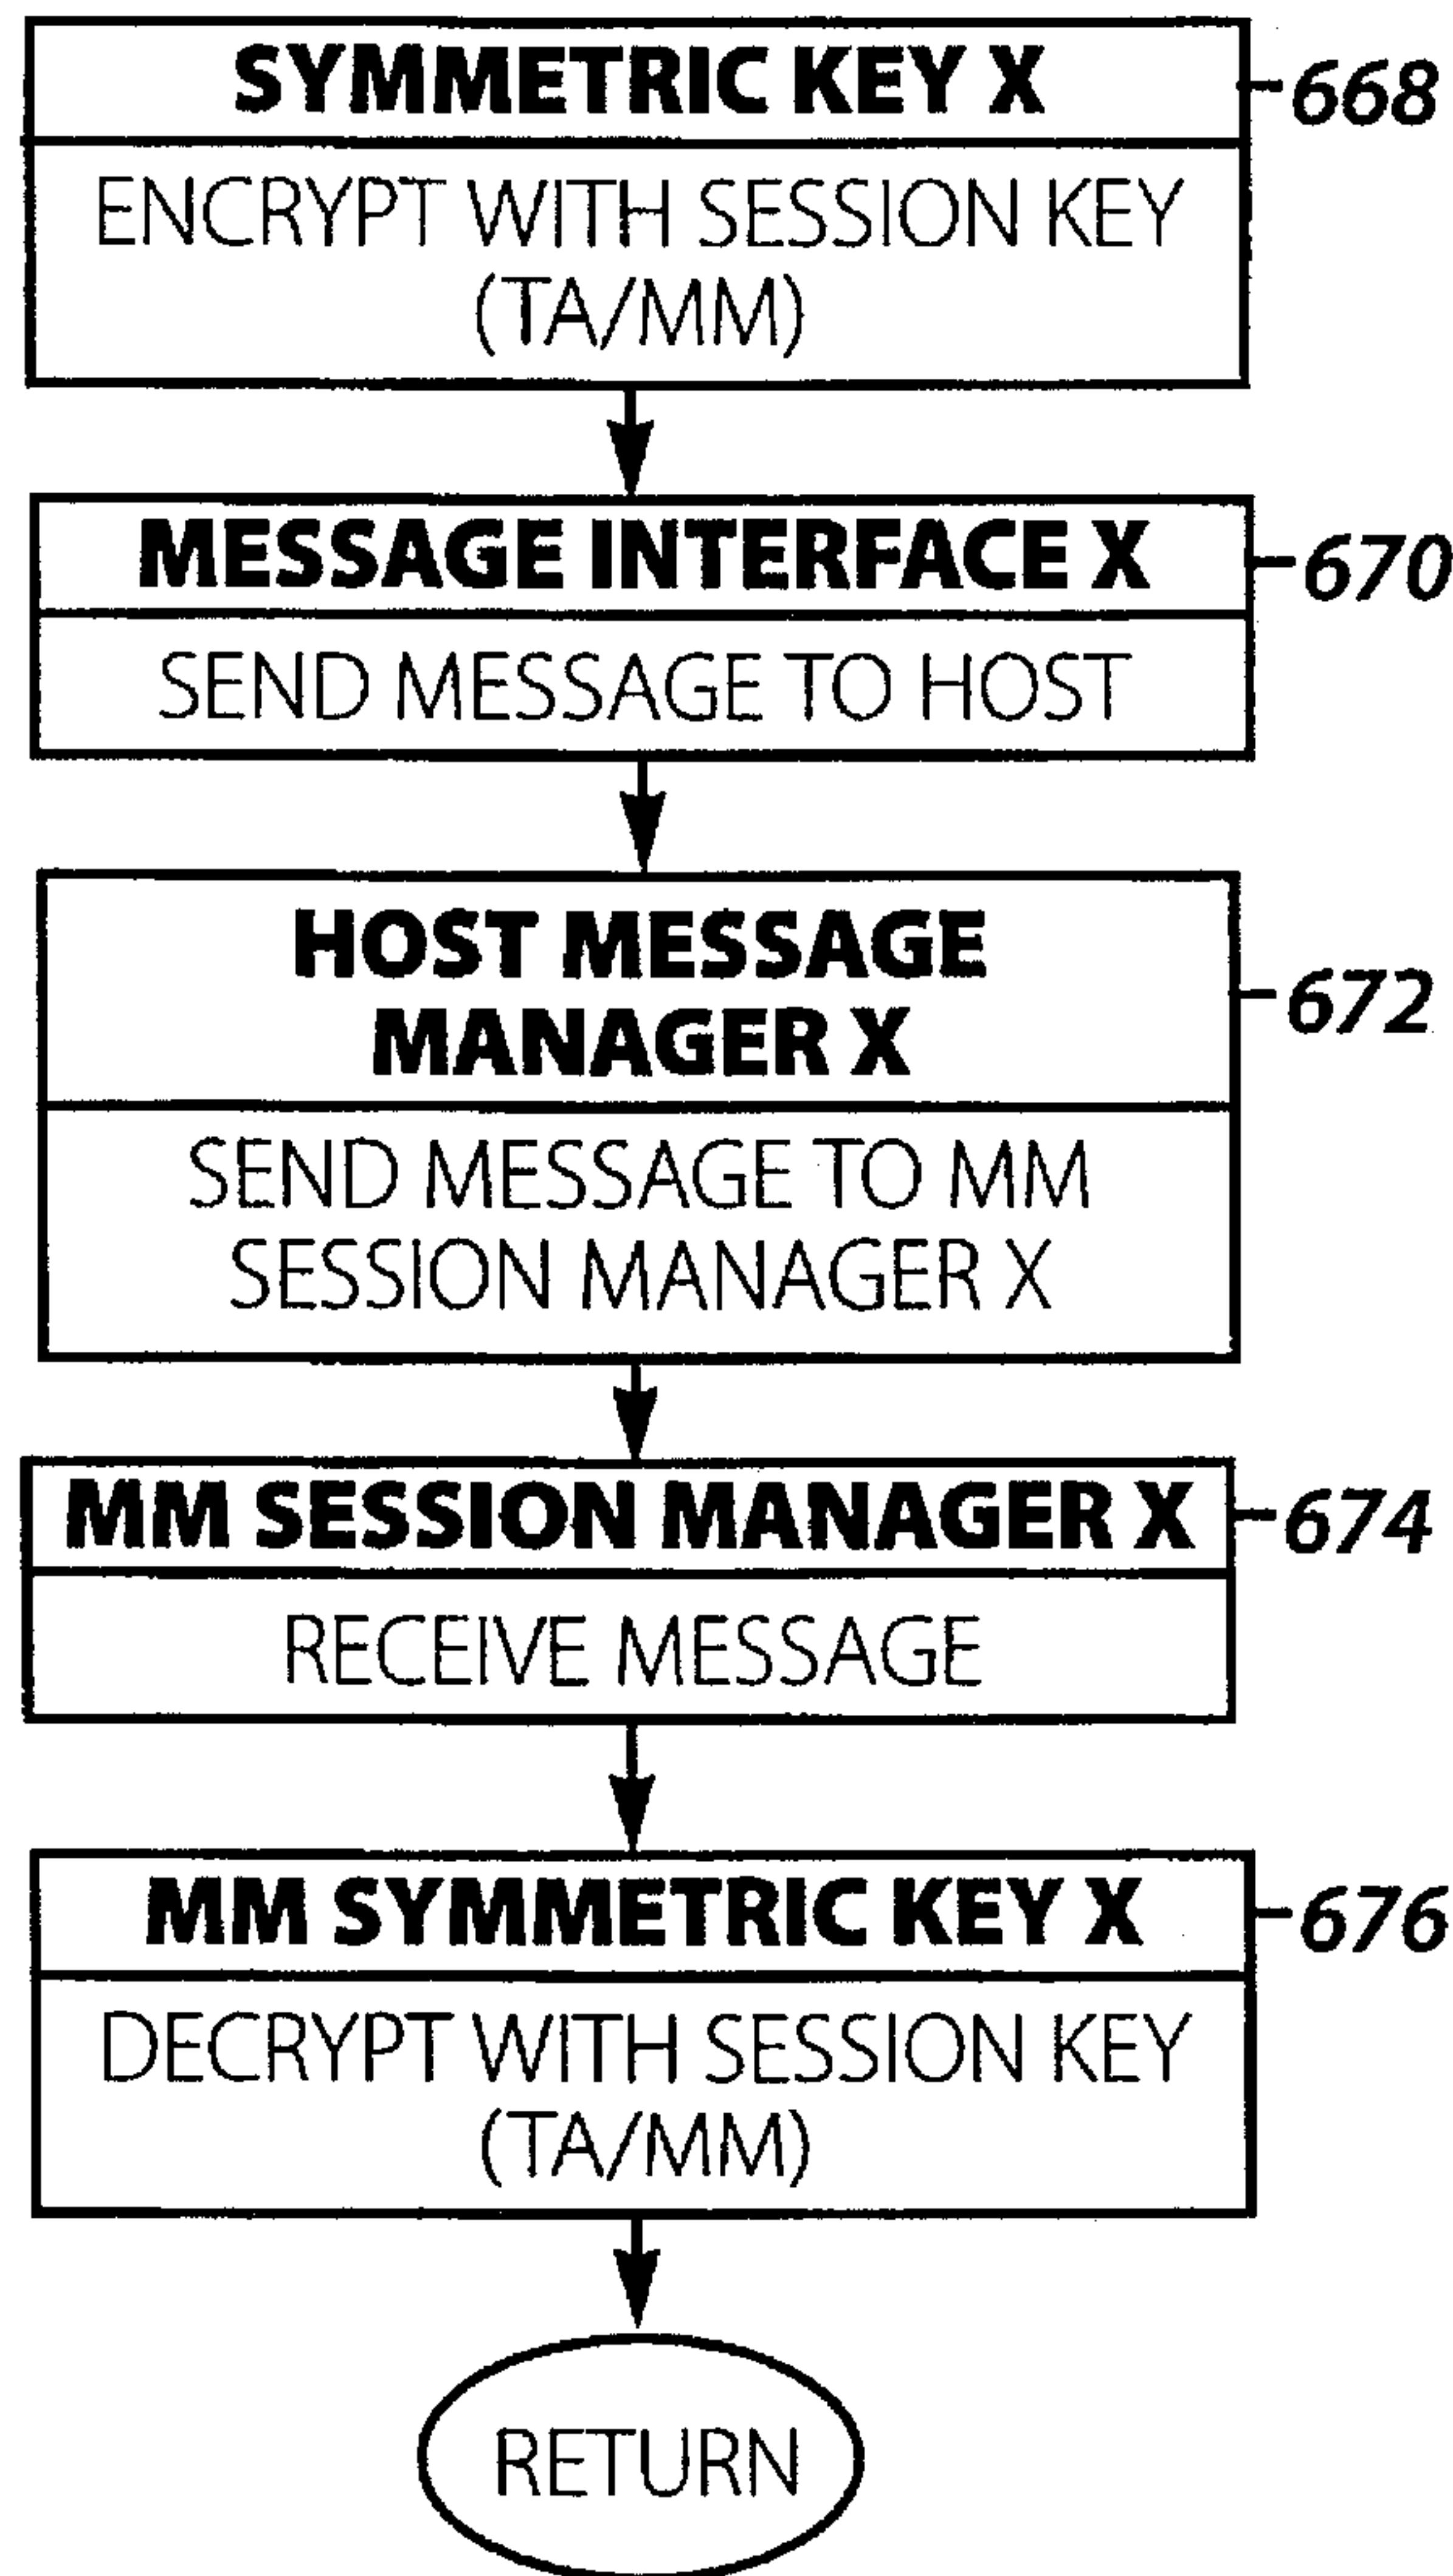 SYMMETRIC KEY X
668
ENCRYPT WITH SESSION KEY
(TA/MM)
MESSAGE INTERFACE X
670
SEND MESSAGE TO HOST
HOST MESSAGE
MANAGER X
672
SEND MESSAGE TO MM
SESSION MANAGER X
MM SESSION MANAGER X
674
RECEIVE MESSAGE
MM SYMMETRIC KEY X
676
DECRYPT WITH SESSION KEY
(TA/MM)
RETURN